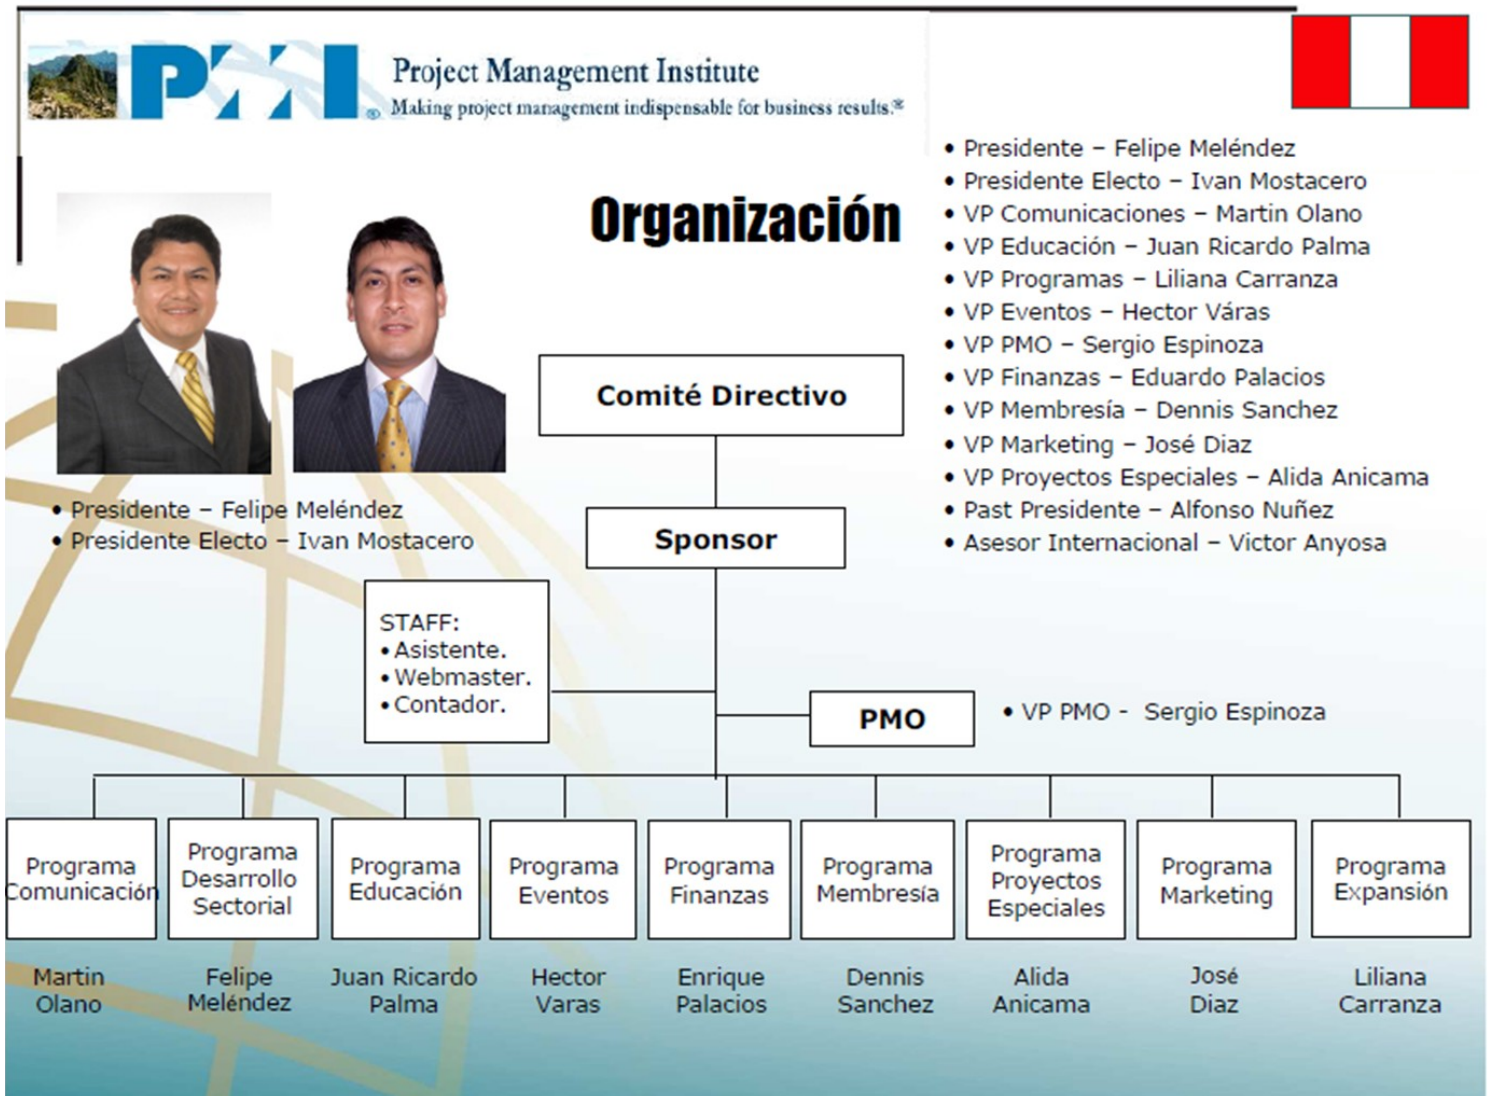 PMI®
Project Management Institute
Making project management indispensable for business results.®
Organización
• Presidente – Felipe Meléndez
• Presidente Electo – Ivan Mostacero
• VP Comunicaciones – Martin Olano
• VP Educación – Juan Ricardo Palma
• VP Programas – Liliana Carranza
• VP Eventos – Hector Váras
• VP PMO – Sergio Espinoza
• VP Finanzas – Eduardo Palacios
• VP Membresía – Dennis Sanchez
• VP Marketing – José Diaz
• VP Proyectos Especiales – Alida Anicama
• Past Presidente – Alfonso Nuñez
• Asesor Internacional – Victor Anyosa
• Presidente – Felipe Meléndez
• Presidente Electo – Ivan Mostacero
Comité Directivo
Sponsor
STAFF:
• Asistente.
• Webmaster.
• Contador.
PMO
• VP PMO - Sergio Espinoza
Programa
Comunicación
Programa
Desarrollo
Sectorial
Programa
Educación
Programa
Eventos
Programa
Finanzas
Programa
Membresía
Programa
Proyectos
Especiales
Programa
Marketing
Programa
Expansión
Martin
Olano
Felipe
Meléndez
Juan Ricardo
Palma
Hector
Varas
Enrique
Palacios
Dennis
Sanchez
Alida
Anicama
José
Diaz
Liliana
Carranza